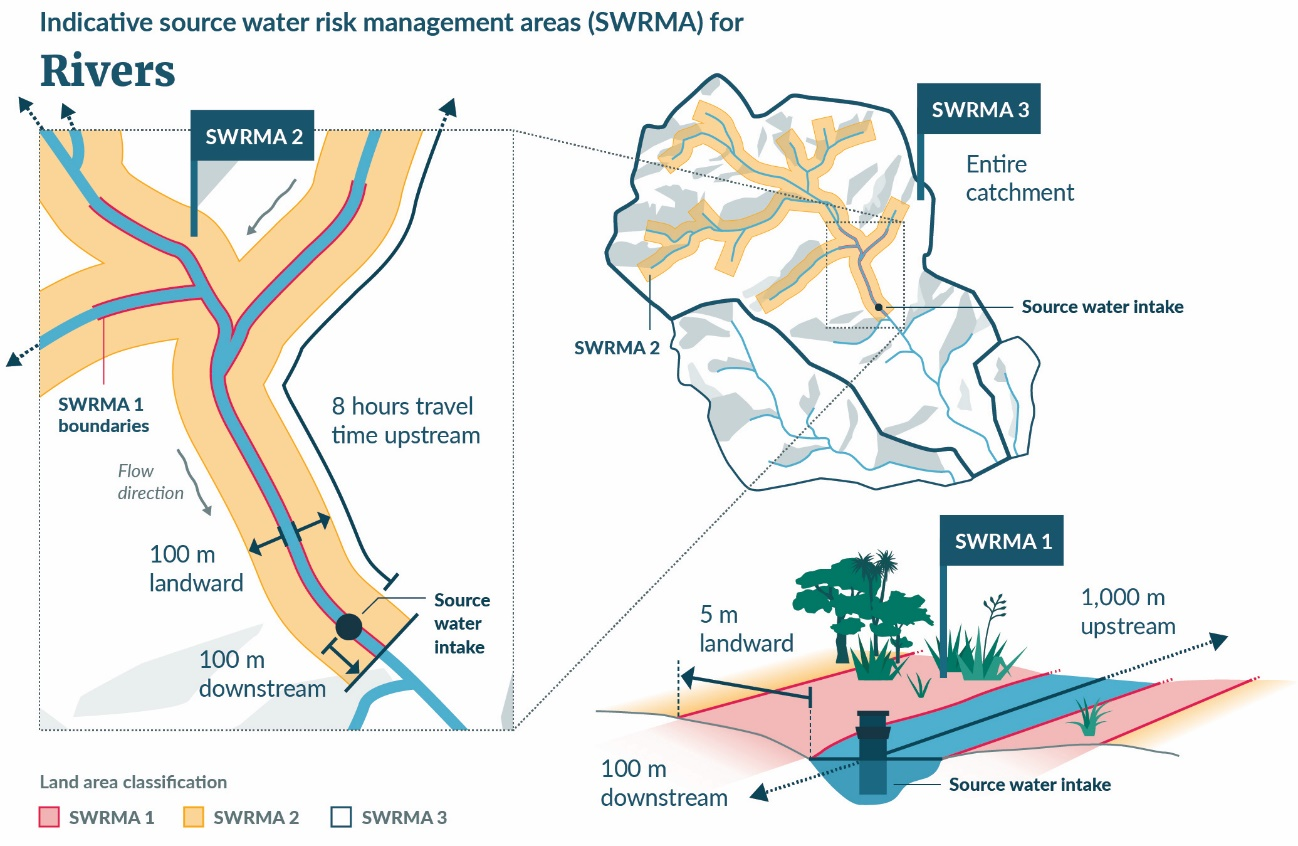 Indicative source water risk management areas (SWRMA) for
Rivers
SWRMA 2
SWRMA 1
boundaries
Flow
direction
8 hours travel
time upstream
100 m
landward
Source
water
intake
100 m
downstream
SWRMA 3
Entire
catchment
Source water intake
SWRMA 2
SWRMA 1
5 m
landward
1,000 m
upstream
100 m
downstream
Source water intake
Land area classification
SWRMA 1
SWRMA 2
SWRMA 3